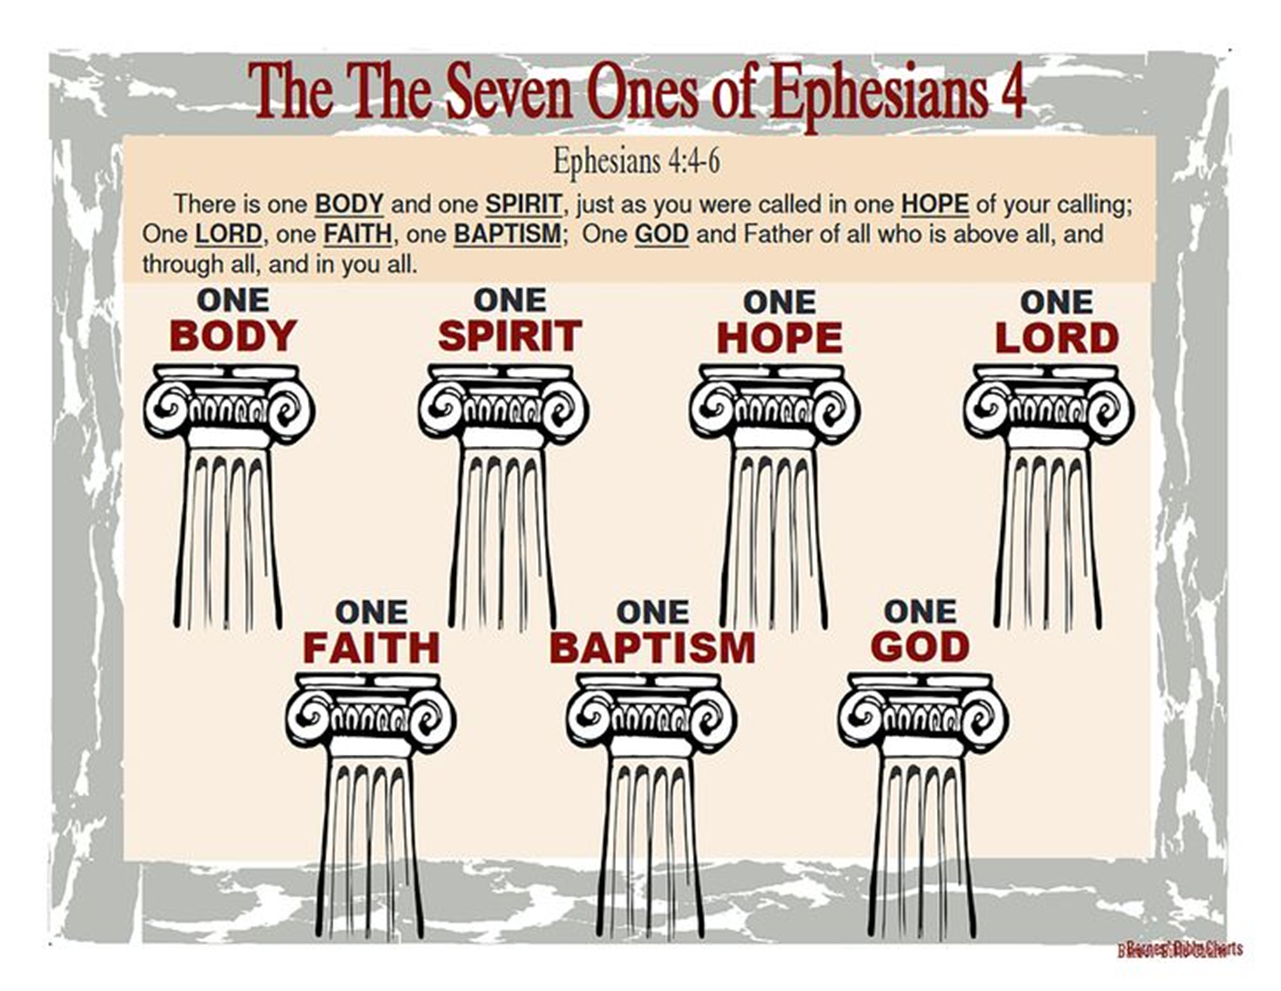 The The Seven Ones of Ephesians 4
Ephesians 4:4-6
There is one BODY and one SPIRIT, just as you were called in one HOPE of your calling;
One LORD, one FAITH, one BAPTISM; One GOD and Father of all who is above all, and
through all, and in you all.
ONE
BODY
ONE
SPIRIT
ONE
HOPE
ONE
LORD
ONE
FAITH
ONE
BAPTISM
ONE
GOD
Barnes' Bible Charts